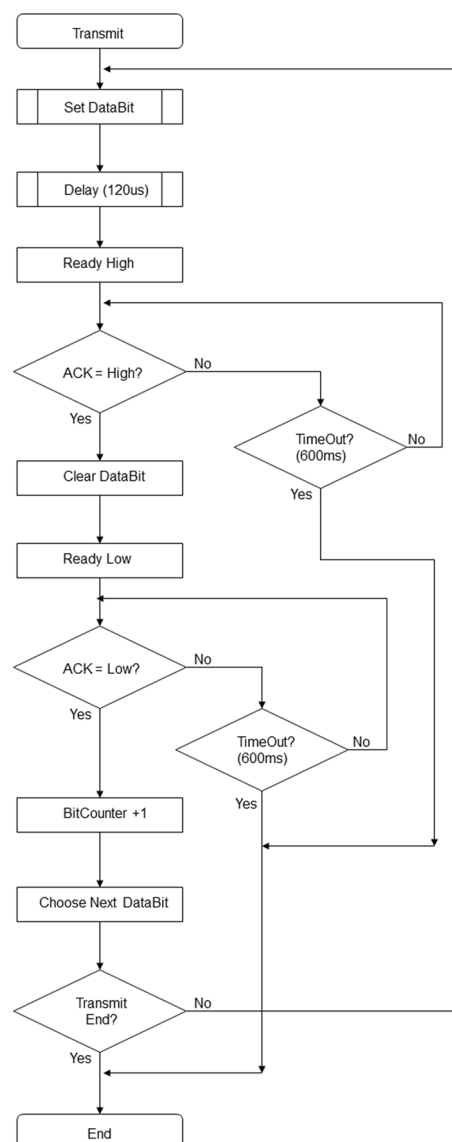 Transmit
Set DataBit
Delay (120us)
Ready High
ACK = High?
No
Yes
TimeOut?
(600ms)
No
Yes
Clear DataBit
Ready Low
ACK = Low?
No
Yes
TimeOut?
(600ms)
No
Yes
BitCounter +1
Choose Next DataBit
Transmit
End?
No
Yes
End